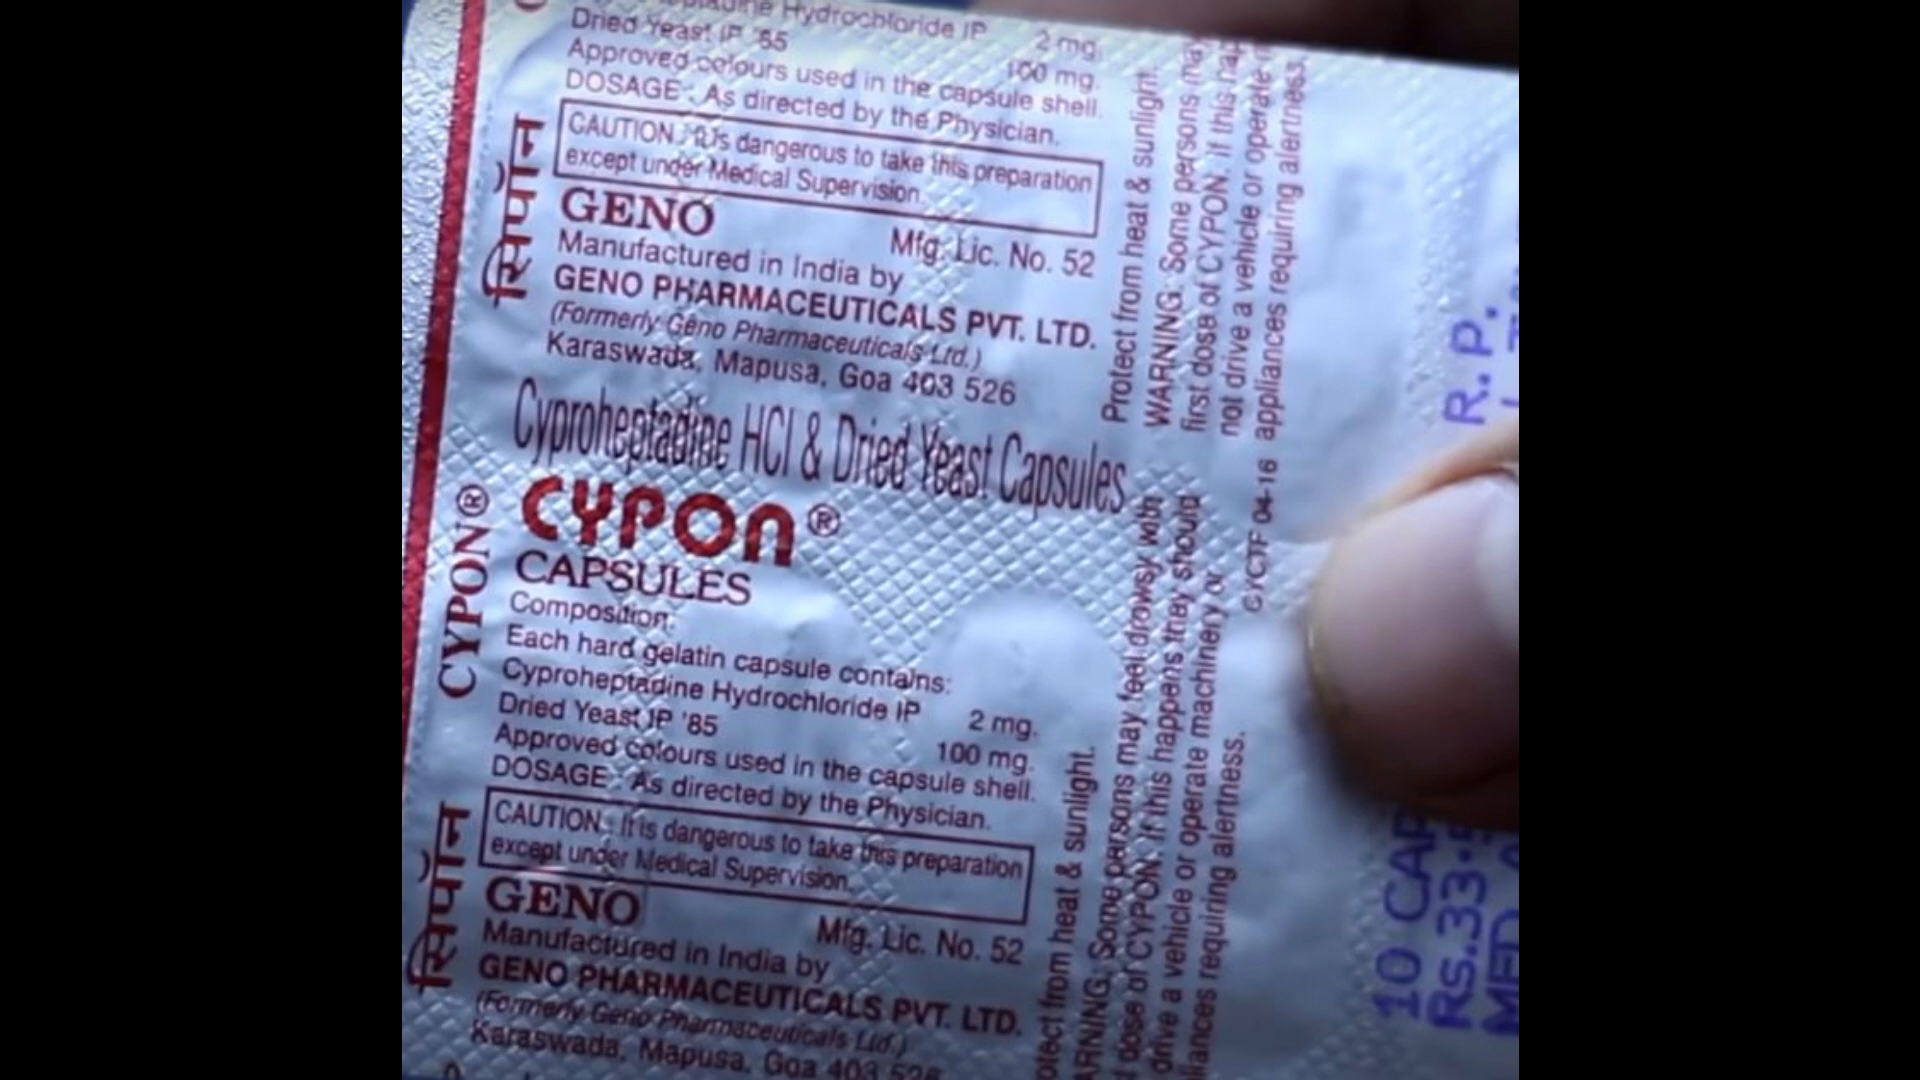 Hydrochloride IP 2 mg.
Dried Yeast IP '85 100 mg.
Approved colours used in the capsule shell.
DOSAGE : As directed by the Physician.
CAUTION : It is dangerous to take this preparation
except under Medical Supervision.
GENO
Mfg. Lic. No. 52
Manufactured in India by
GENO PHARMACEUTICALS PVT. LTD.
(Formerly Geno Pharmaceuticals Ltd.)
Karaswada, Mapusa, Goa 403 526
Protect from heat & sunlight.
WARNING: Some persons may
first dose of CYPON. If this
not drive a vehicle or operate
appliances requiring alertness.
सिपॉन
Cyproheptadine HCl & Dried Yeast Capsules
CYPON®
CAPSULES
Composition:
Each hard gelatin capsule contains:
Cyproheptadine Hydrochloride IP 2 mg.
Dried Yeast IP '85 100 mg.
Approved colours used in the capsule shell.
DOSAGE : As directed by the Physician.
CAUTION : It is dangerous to take this preparation
except under Medical Supervision.
GENO
Mfg. Lic. No. 52
Manufactured in India by
GENO PHARMACEUTICALS PVT. LTD.
(Formerly Geno Pharmaceuticals Ltd.)
Karaswada, Mapusa, Goa 403 526
heat & sunlight.
Some persons may feel drowsy with
dose of CYPON. If this happens they should
drive a vehicle or operate machinery or
requiring alertness.
CYCTF 04-16
CYPON®
सिपॉन
R. P.
10
Rs.33.